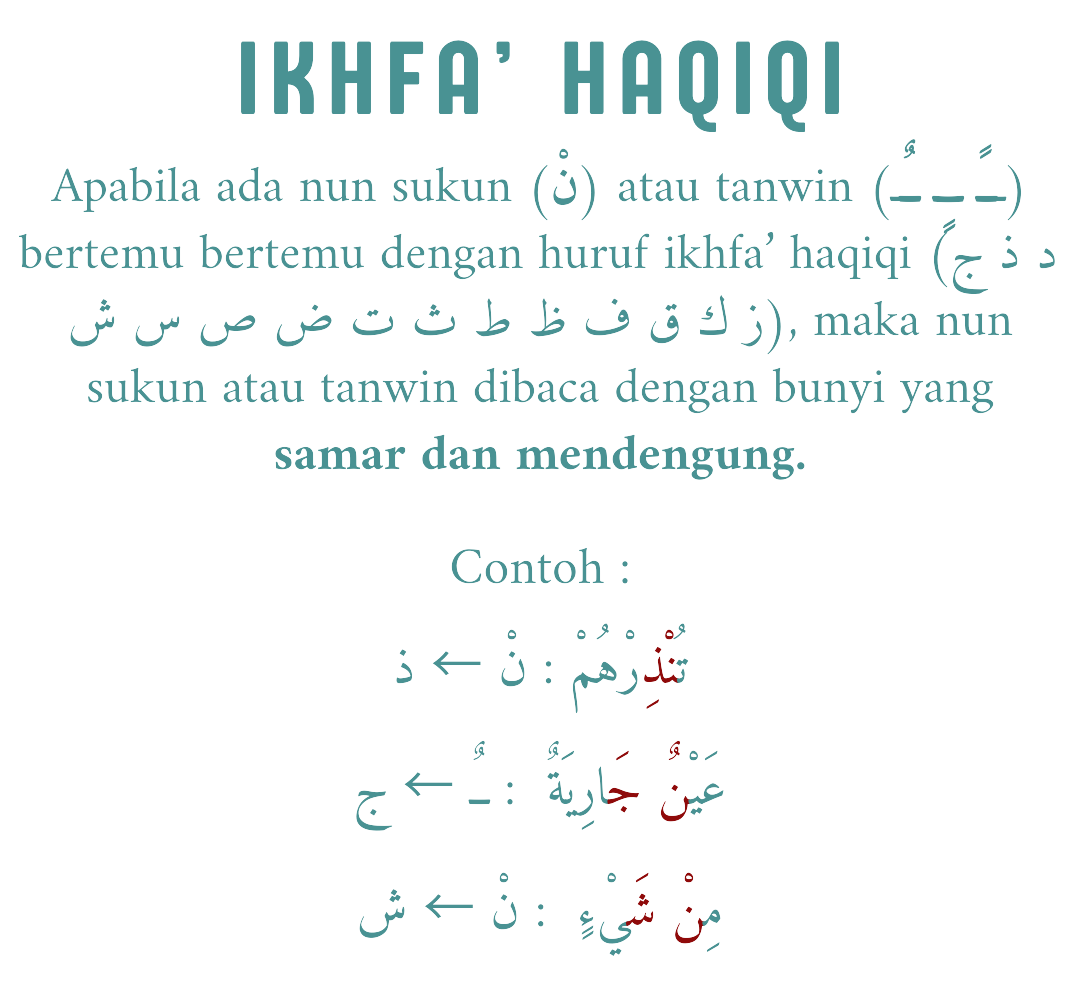 IKHFA’ HAQIQI
Apabila ada nun sukun (نْ) atau tanwin (ـًـ ـٍـ ـٌـ)
bertemu bertemu dengan huruf ikhfa’ haqiqi (د ذ ج
ز ك ق ف ظ ط ث ت ض ص س ش), maka nun
sukun atau tanwin dibaca dengan bunyi yang
samar dan mendengung.
Contoh :
تُنْذِرْهُمْ : نْ ← ذ
عَيْنٌ جَارِيَةٌ : ـٌ ← ج
مِنْ شَيْءٍ : نْ ← ش